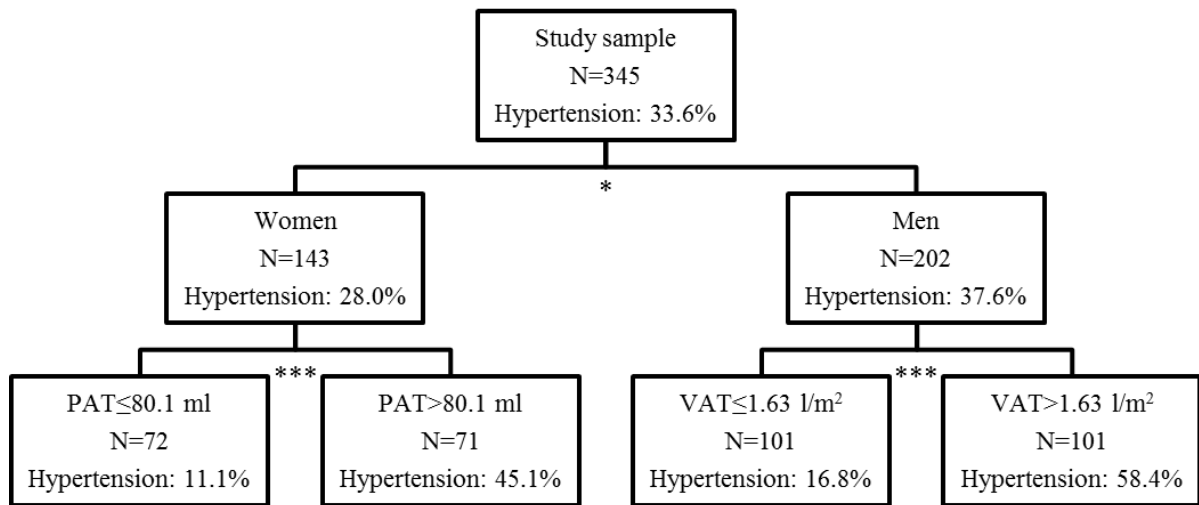 Study sample
N=345
Hypertension: 33.6%
*
Women
N=143
Hypertension: 28.0%
Men
N=202
Hypertension: 37.6%
***
***
PAT≤80.1 ml
N=72
Hypertension: 11.1%
PAT>80.1 ml
N=71
Hypertension: 45.1%
VAT≤1.63 l/m²
N=101
Hypertension: 16.8%
VAT>1.63 l/m²
N=101
Hypertension: 58.4%